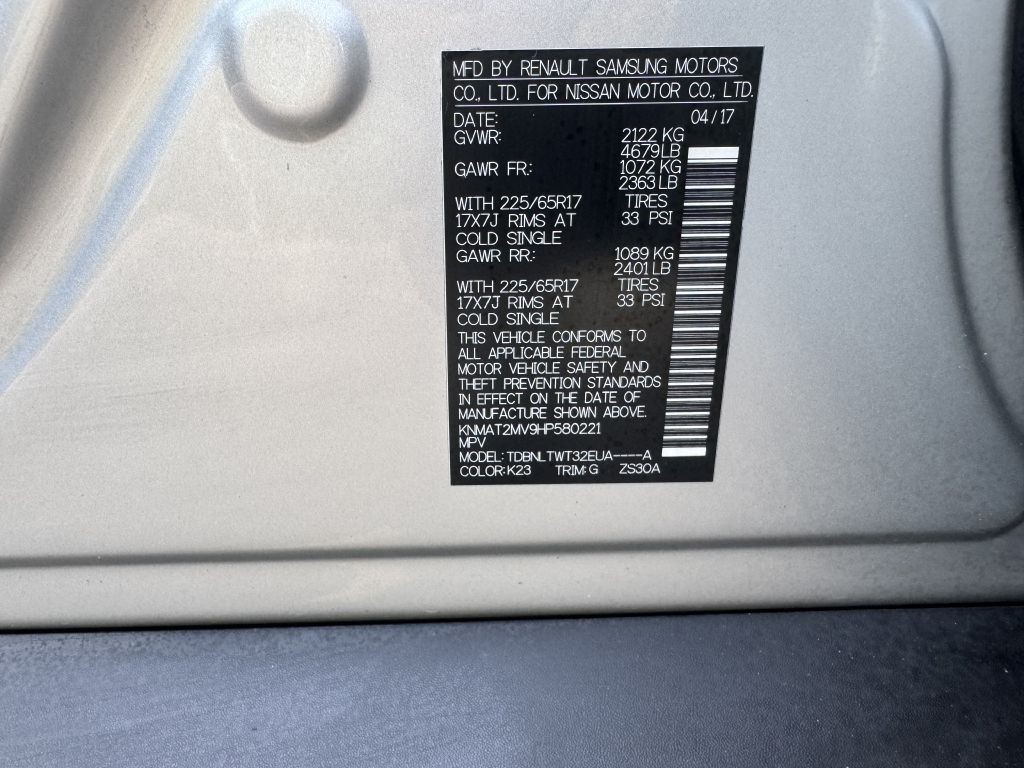 MFD BY RENAULT SAMSUNG MOTORS
CO., LTD. FOR NISSAN MOTOR CO., LTD.
DATE: 04/17
GVWR: 2122 KG
4679 LB
GAWR FR.: 1072 KG
2363 LB
WITH 225/65R17 TIRES
17X7J RIMS AT 33 PSI
COLD SINGLE
GAWR RR.: 1089 KG
2401 LB
WITH 225/65R17 TIRES
17X7J RIMS AT 33 PSI
COLD SINGLE
THIS VEHICLE CONFORMS TO
ALL APPLICABLE FEDERAL
MOTOR VEHICLE SAFETY AND
THEFT PREVENTION STANDARDS
IN EFFECT ON THE DATE OF
MANUFACTURE SHOWN ABOVE.
KNMAT2MV9HP580221
MPV
MODEL: TDBNLTWT32EUA----A
COLOR: K23 TRIM: G ZS30A